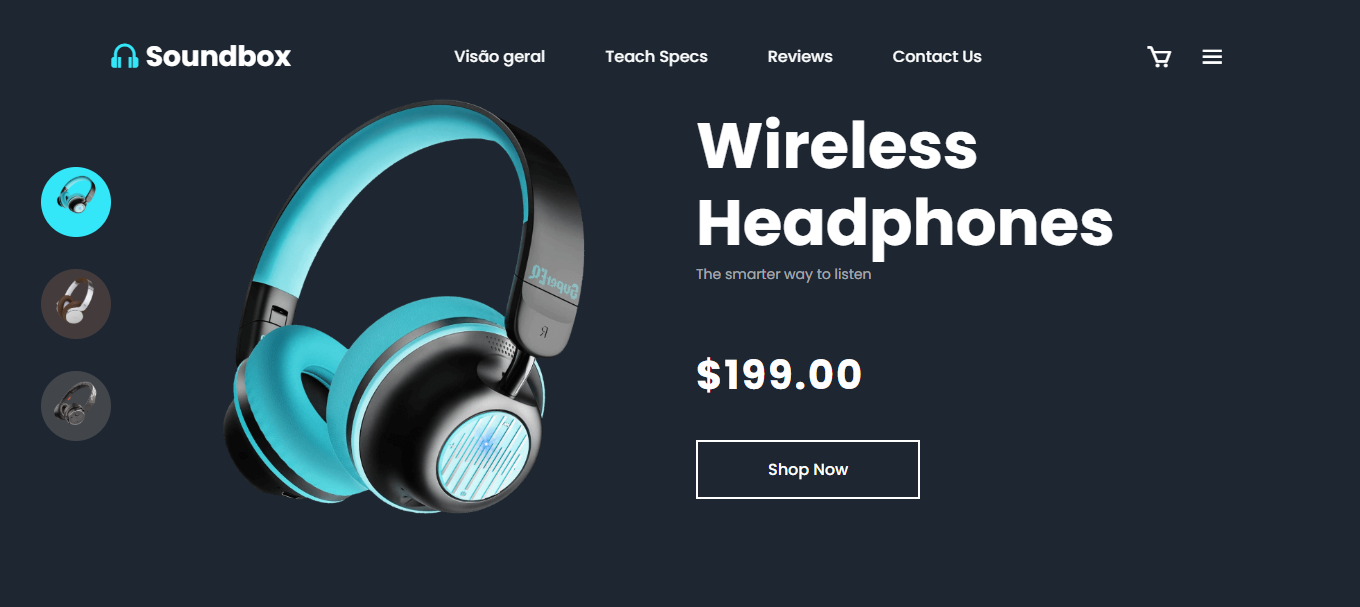 Soundbox
Visão geral
Teach Specs
Reviews
Contact Us
Wireless
Headphones
The smarter way to listen
SuperEQ
R
$199.00
Shop Now